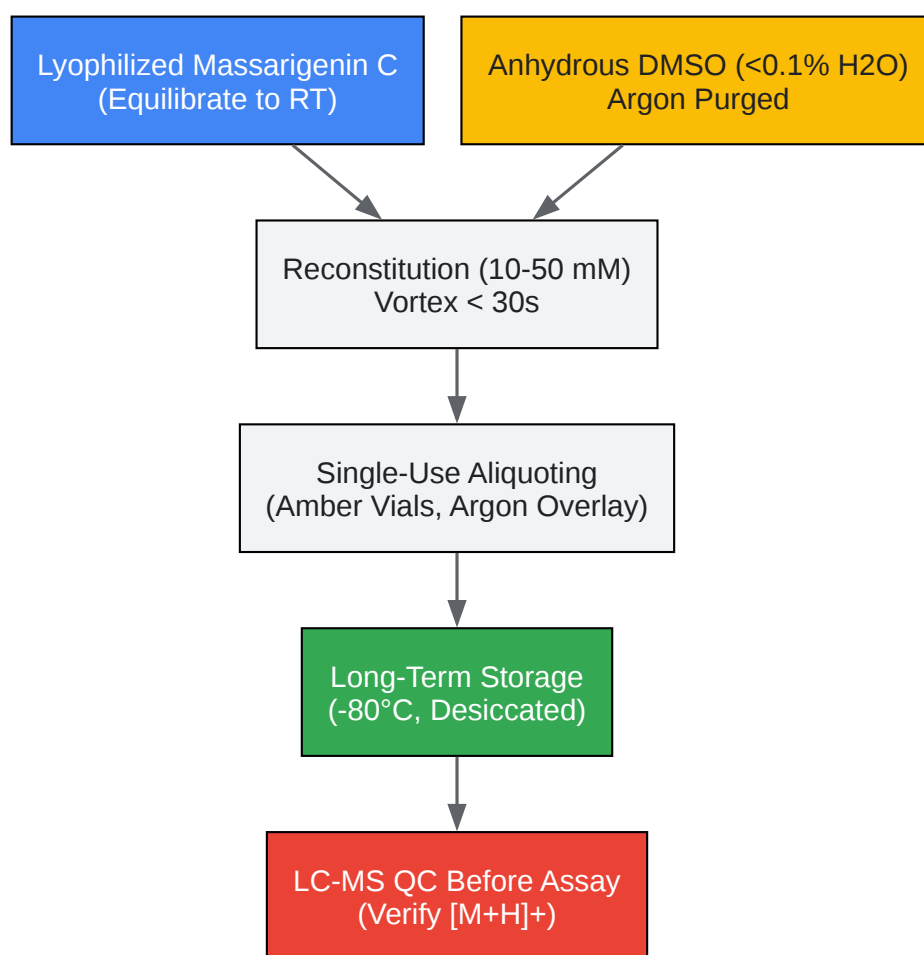 Lyophilized Massarigenin C
(Equilibrate to RT)
Anhydrous DMSO (<0.1% H2O)
Argon Purged
Reconstitution (10-50 mM)
Vortex < 30s
Single-Use Aliquoting
(Amber Vials, Argon Overlay)
Long-Term Storage
(-80°C, Desiccated)
LC-MS QC Before Assay
(Verify [M+H]+)